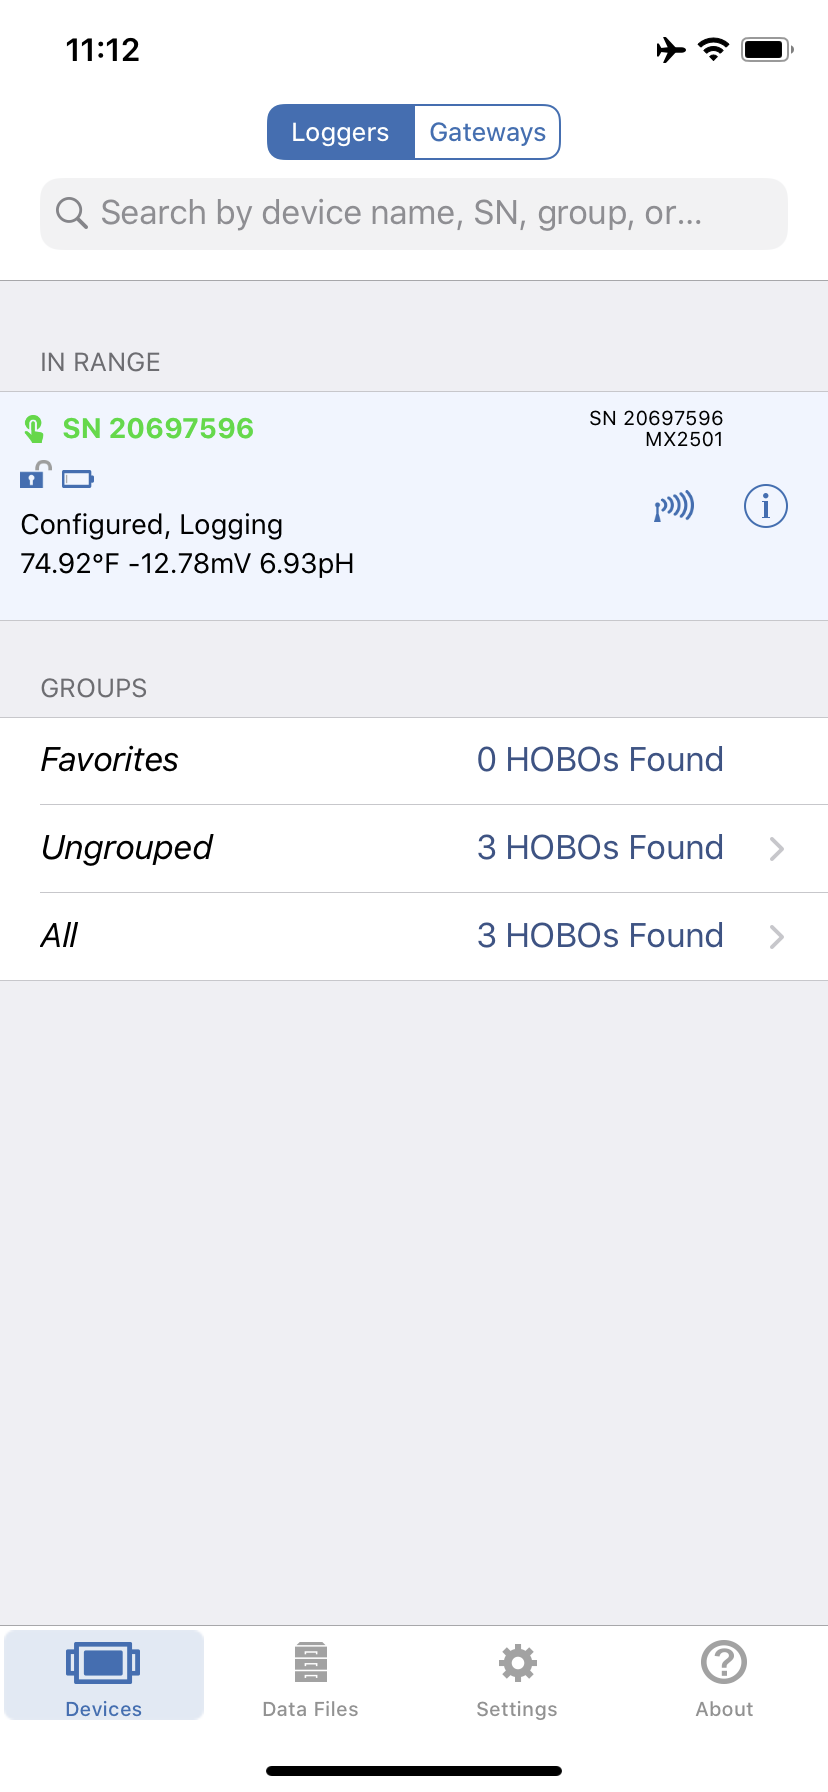 11:12
Loggers Gateways
Search by device name, SN, group, or...
IN RANGE
SN 20697596
SN 20697596
MX2501
Configured, Logging
74.92°F -12.78mV 6.93pH
GROUPS
Favorites 0 HOBOs Found
Ungrouped 3 HOBOs Found
All 3 HOBOs Found
Devices Data Files Settings About